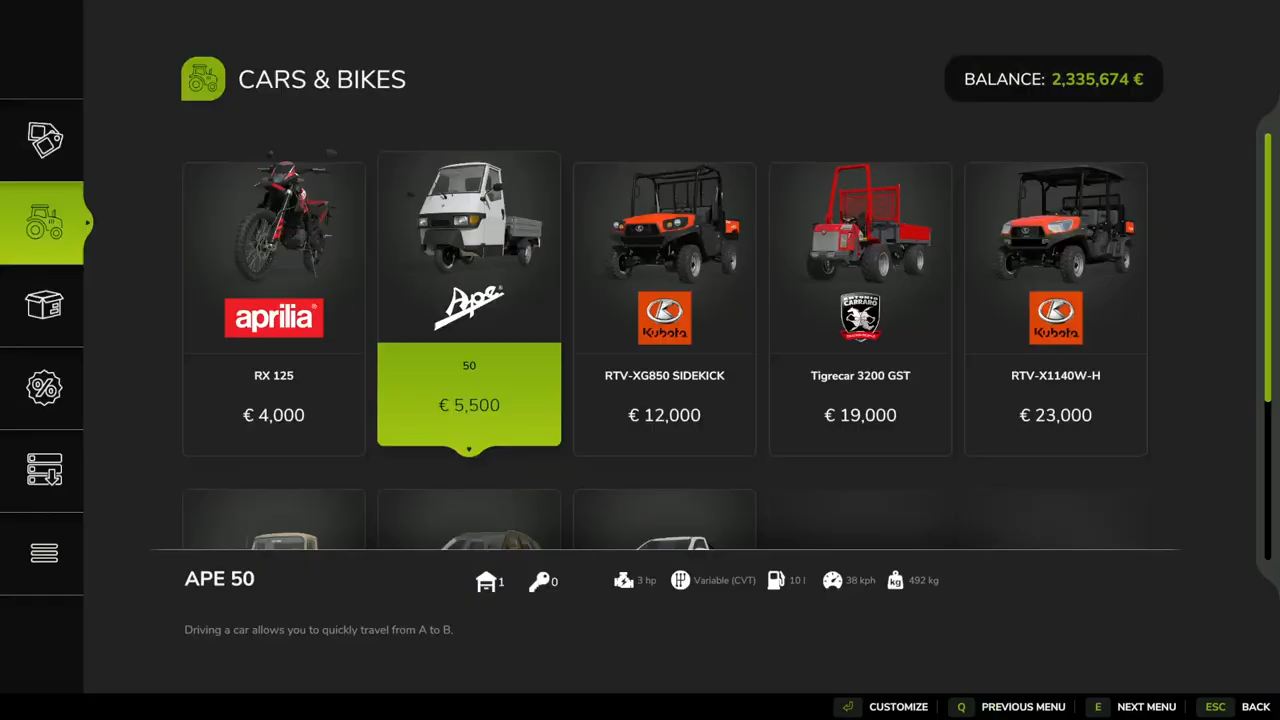 CARS & BIKES
BALANCE: 2,335,674 €
aprilia®
Ape®
Kubota
ANTONIO CARRARO
Kubota
RX 125
50
RTV-XG850 SIDEKICK
Tigrecar 3200 GST
RTV-X1140W-H
€ 4,000
€ 5,500
€ 12,000
€ 19,000
€ 23,000
APE 50
1
0
3 hp
Variable (CVT)
10 l
38 kph
kg
492 kg
Driving a car allows you to quickly travel from A to B.
CUSTOMIZE
Q PREVIOUS MENU
E NEXT MENU
ESC BACK